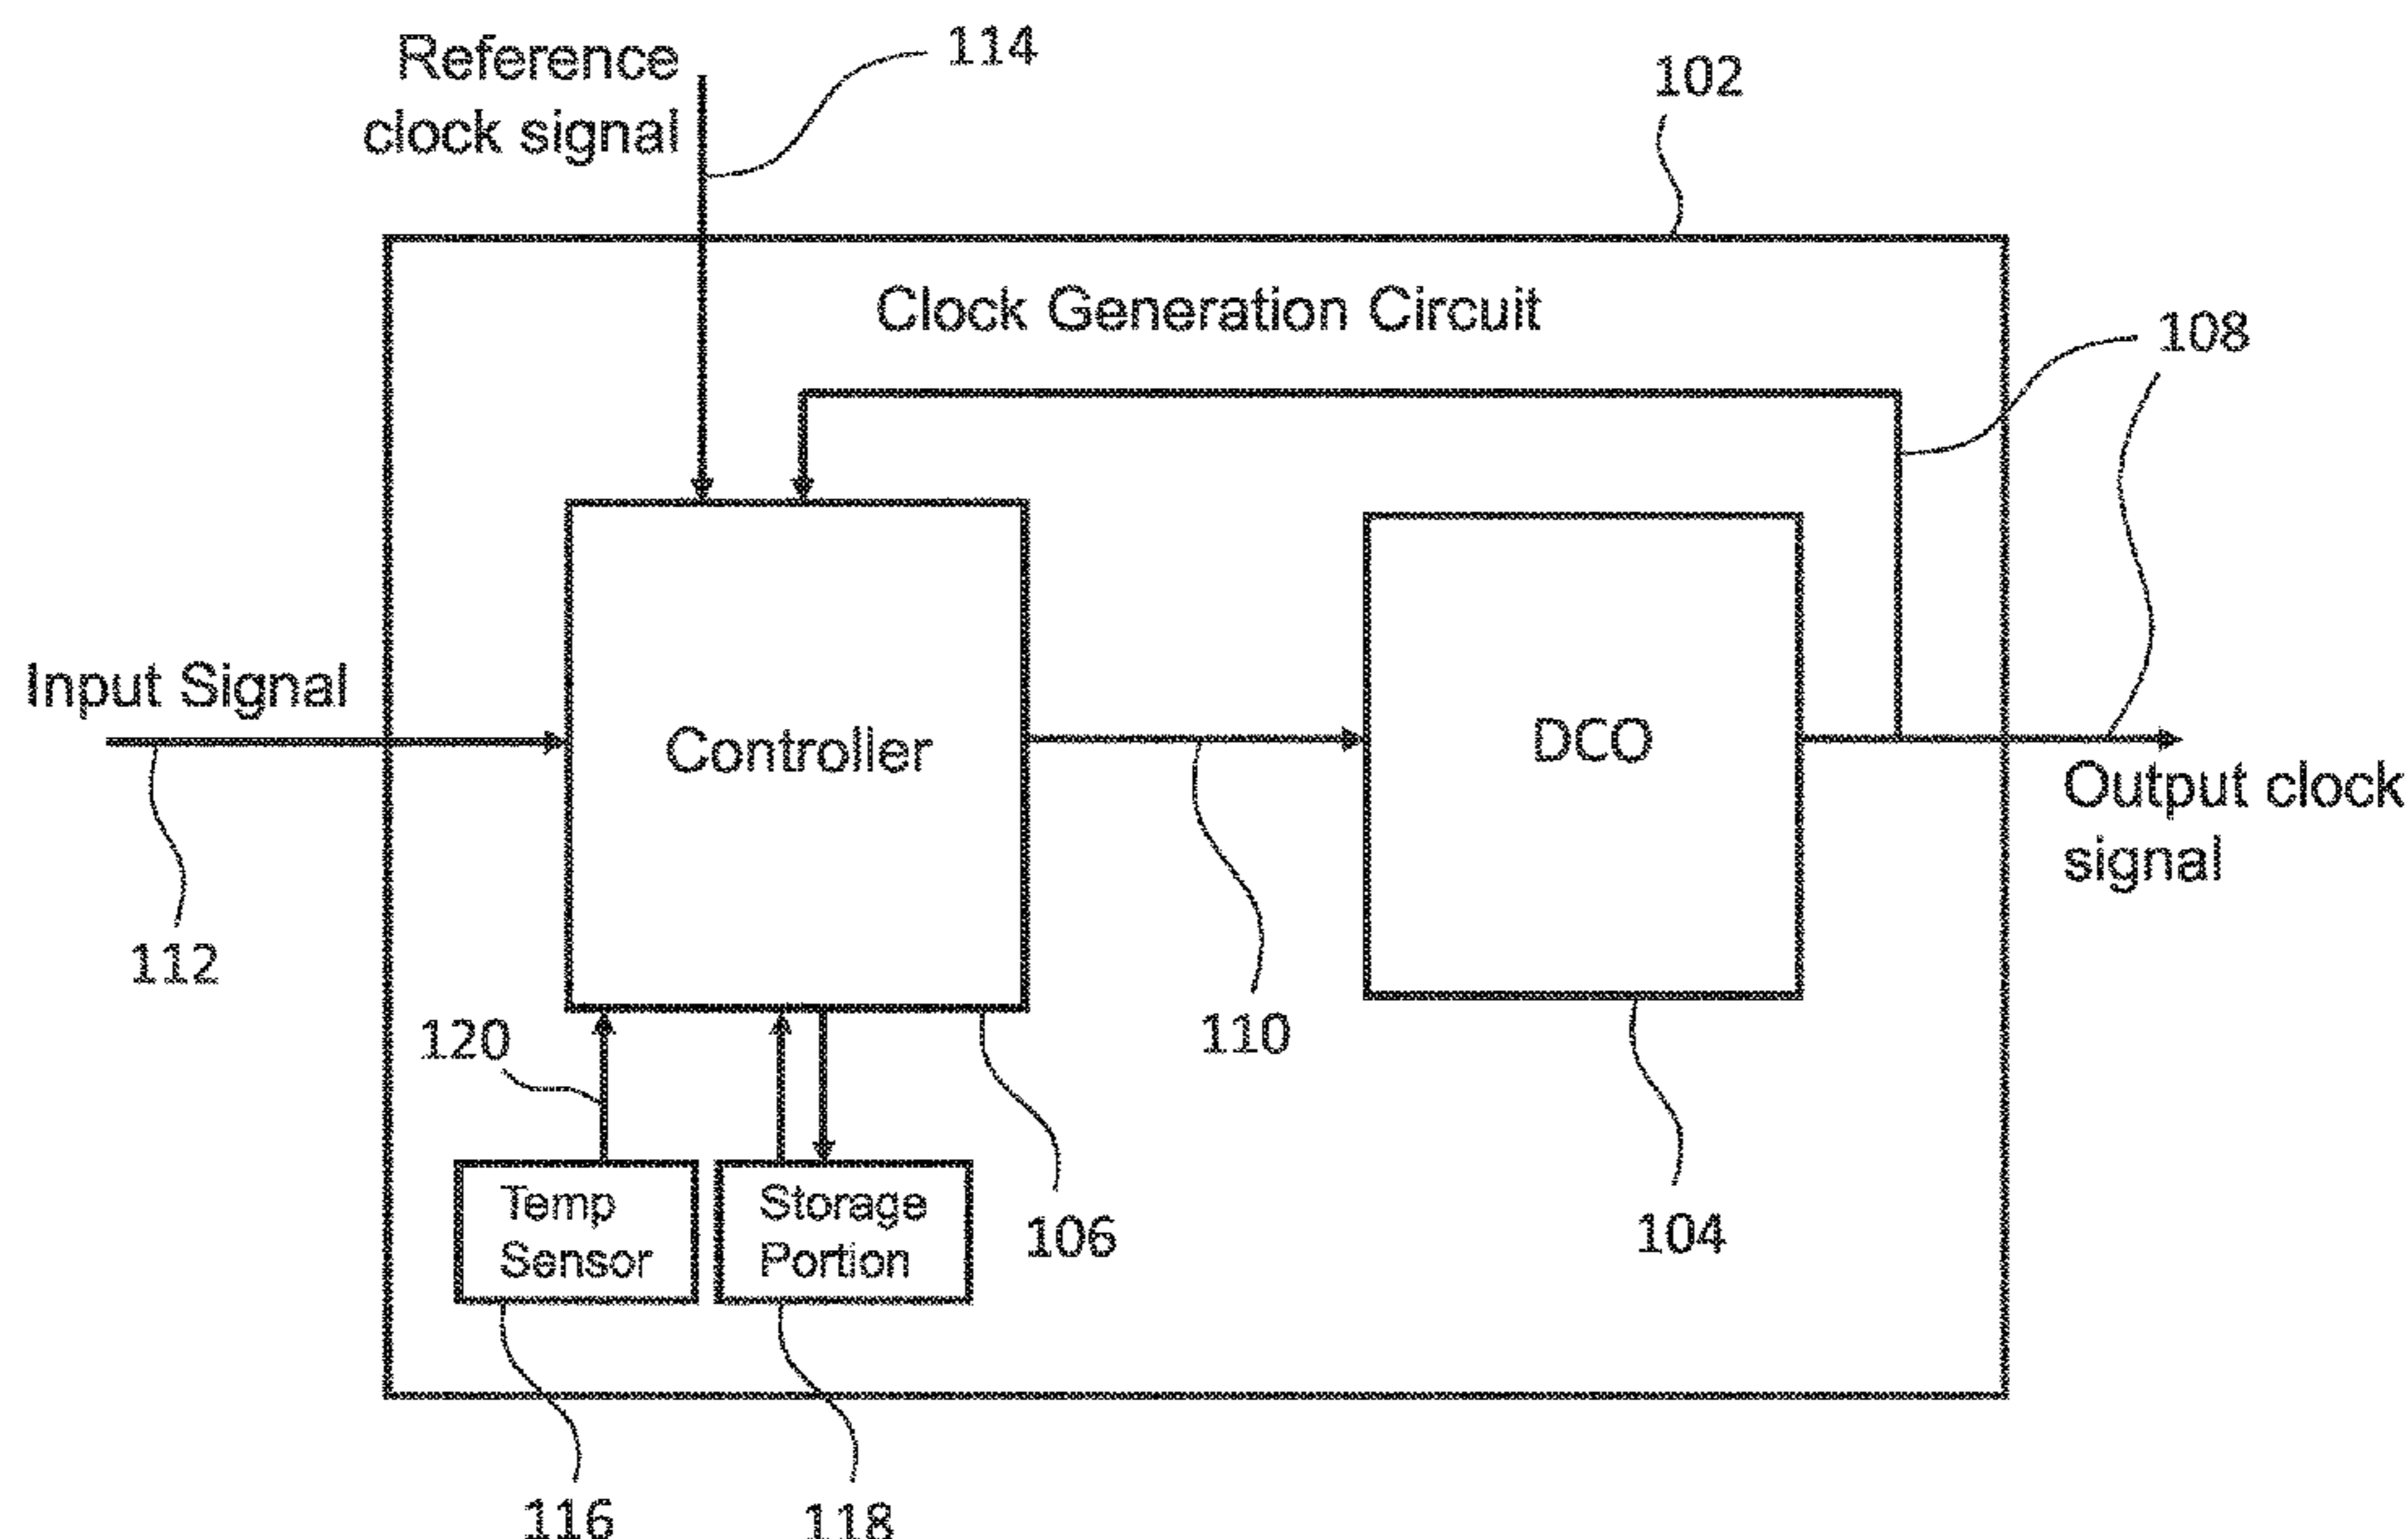 Reference
clock signal
114
102
Clock Generation Circuit
108
Input Signal
Controller
DCO
Output clock
signal
112
120
110
Temp
Sensor
Storage
Portion
106
104
116
118